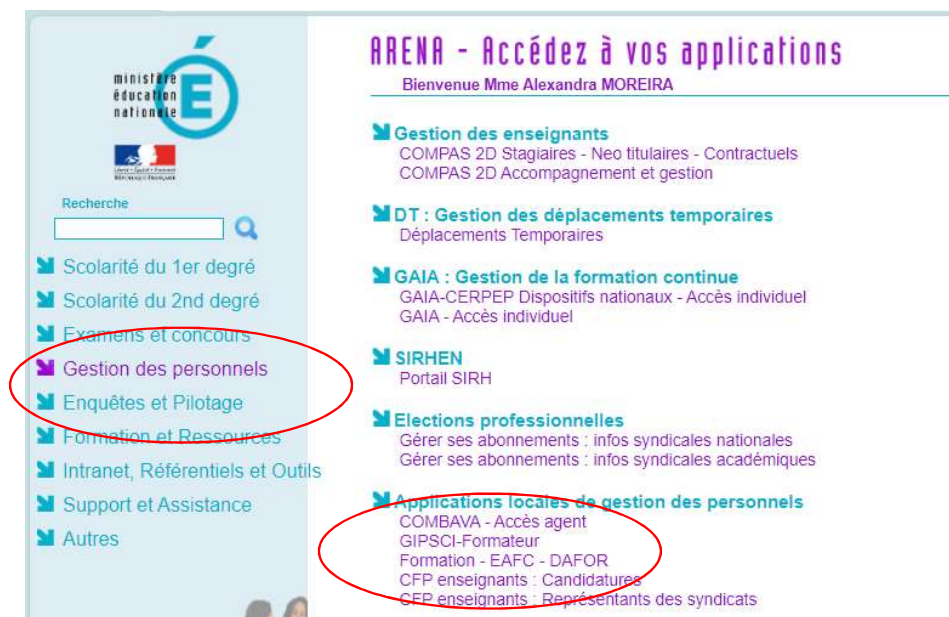 ministère
éducation
nationale
É
Liberté • Égalité • Fraternité
RÉPUBLIQUE FRANÇAISE
Recherche
Scolarité du 1er degré
Scolarité du 2nd degré
Examens et concours
Gestion des personnels
Enquêtes et Pilotage
Formation et Ressources
Intranet, Référentiels et Outils
Support et Assistance
Autres
ARENA - Accédez à vos applications
Bienvenue Mme Alexandra MOREIRA
Gestion des enseignants
COMPAS 2D Stagiaires - Neo titulaires - Contractuels
COMPAS 2D Accompagnement et gestion
DT : Gestion des déplacements temporaires
Déplacements Temporaires
GAIA : Gestion de la formation continue
GAIA-CERPEP Dispositifs nationaux - Accès individuel
GAIA - Accès individuel
SIRHEN
Portail SIRH
Elections professionnelles
Gérer ses abonnements : infos syndicales nationales
Gérer ses abonnements : infos syndicales académiques
Applications locales de gestion des personnels
COMBAVA - Accès agent
GIPSCI-Formateur
Formation - EAFC - DAFOR
CFP enseignants : Candidatures
CFP enseignants : Représentants des syndicats